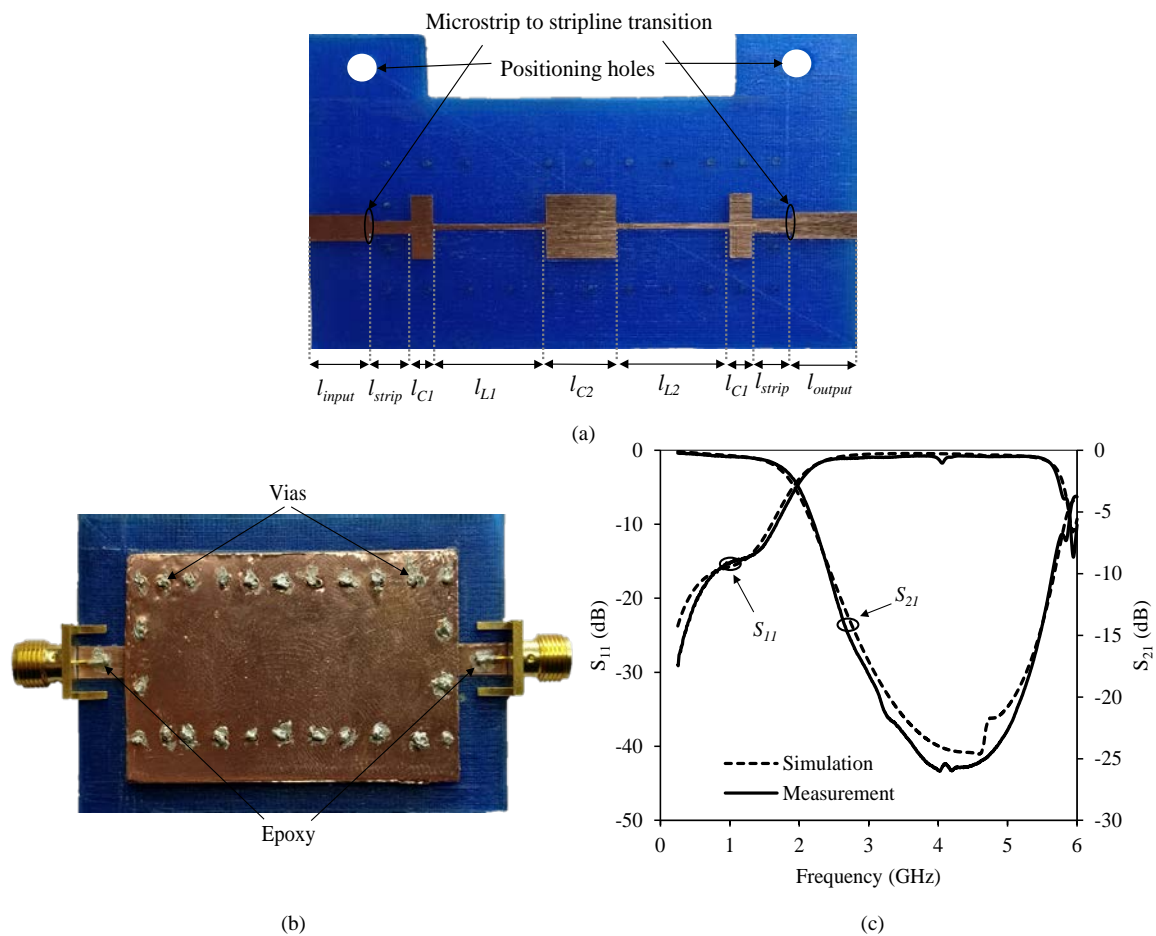 Microstrip to stripline transition
Positioning holes
l_input l_strip l_C1 l_L1 l_C2 l_L2 l_C1 l_strip l_output
(a)
Vias
Epoxy
(b)
0 0
-10 -5
-20 -10
-30 -15
-40 -20
-50 -25
-30
S11 (dB)
S21 (dB)
S11
S21
Simulation
Measurement
0 1 2 3 4 5 6
Frequency (GHz)
(c)